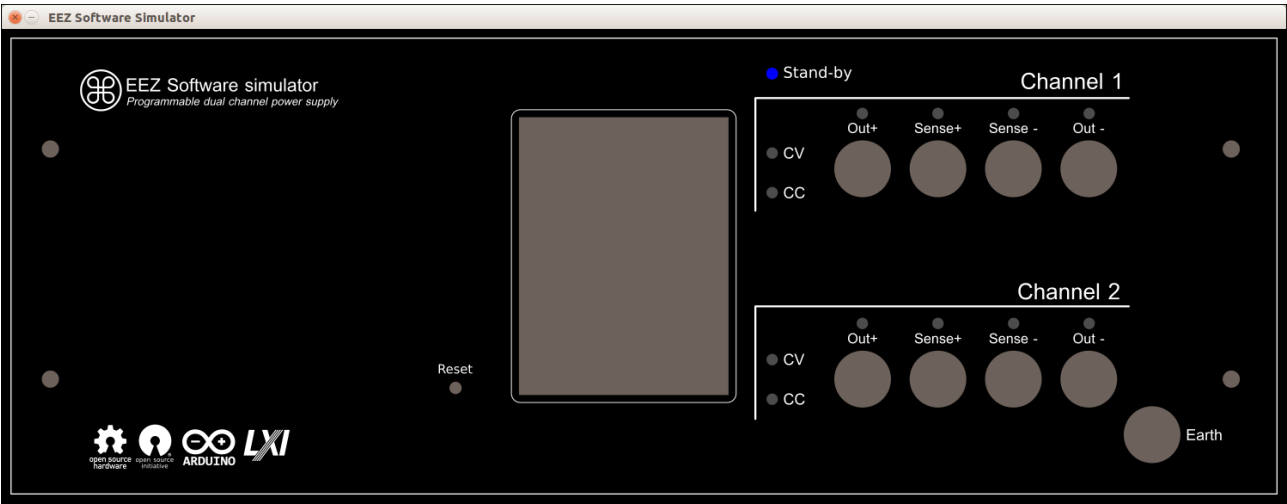 EEZ Software Simulator
EEZ Software simulator
Programmable dual channel power supply
Stand-by
Channel 1
Out+ Sense+ Sense - Out -
CV
CC
Channel 2
Out+ Sense+ Sense - Out -
CV
CC
Reset
Earth
open source
hardware
open source
initiative
ARDUINO
LXI